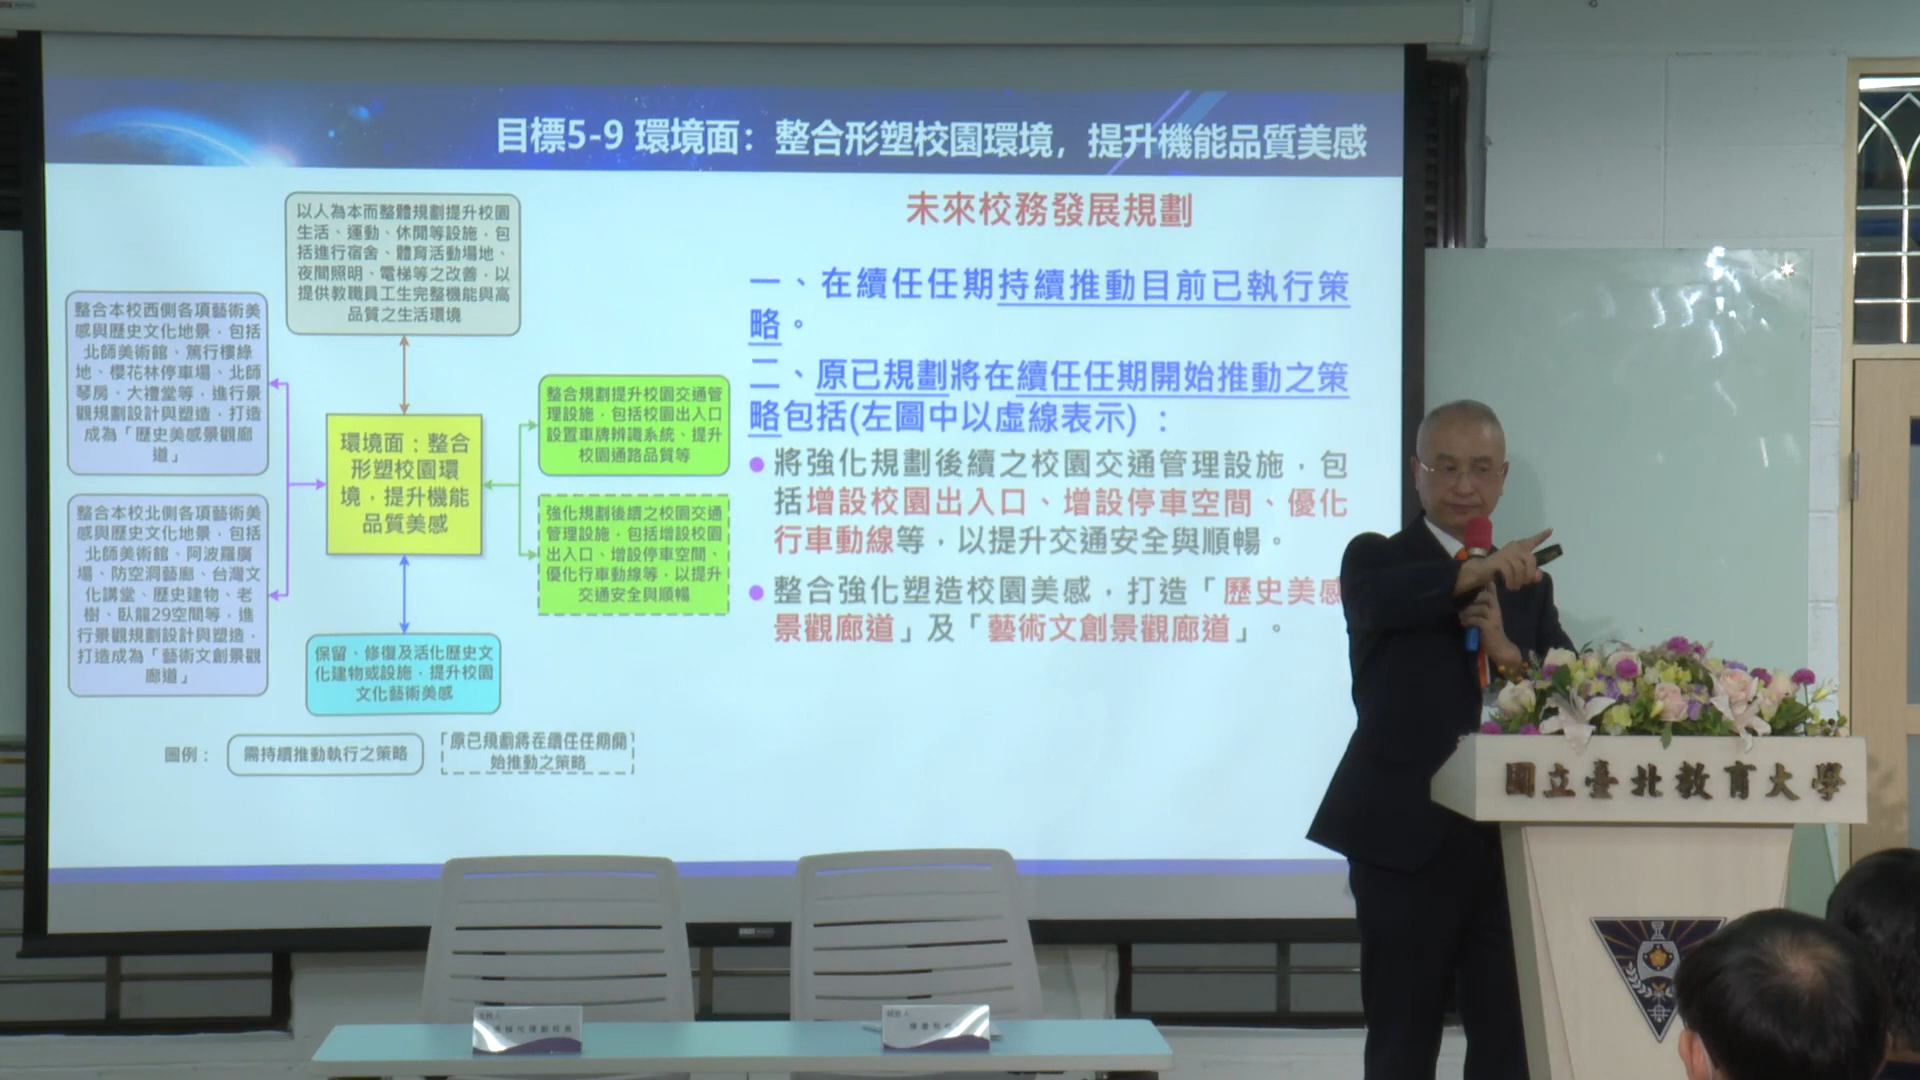 目標5-9 環境面：整合形塑校園環境，提升機能品質美感
以人為本而整體規劃提升校園
生活、運動、休閒等設施，包
括進行宿舍、體育活動場地、
夜間照明、電梯等之改善，以
提供教職員工生完整機能與高
品質之生活環境
整合本校西側各項藝術美
感與歷史文化地景，包括
北師美術館、篤行樓綠
地、櫻花林停車場、北師
琴房、大禮堂等，進行景
觀規劃設計與塑造，打造
成為「歷史美感景觀廊
道」
整合本校北側各項藝術美
感與歷史文化地景，包括
北師美術館、阿波羅廣
場、防空洞藝廊、台灣文
化講堂、歷史建物、老
樹、臥龍29空間等，進
行景觀規劃設計與塑造，
打造成為「藝術文創景觀
廊道」
環境面：整合
形塑校園環
境，提升機能
品質美感
整合規劃提升校園交通管
理設施，包括校園出入口
設置車牌辨識系統、提升
校園通路品質等
強化規劃後續之校園交通
管理設施，包括增設校園
出入口、增設停車空間、
優化行車動線等，以提升
交通安全與順暢
保留、修復及活化歷史文
化建物或設施，提升校園
文化藝術美感
圖例：
需持續推動執行之策略
原已規劃將在續任任期開
始推動之策略
未來校務發展規劃
一、在續任任期持續推動目前已執行策
略。
二、原已規劃將在續任任期開始推動之策
略包括(左圖中以虛線表示)：
●將強化規劃後續之校園交通管理設施，包
括增設校園出入口、增設停車空間、優化
行車動線等，以提升交通安全與順暢。
●整合強化塑造校園美感，打造「歷史美感
景觀廊道」及「藝術文創景觀廊道」。
國立臺北教育大學